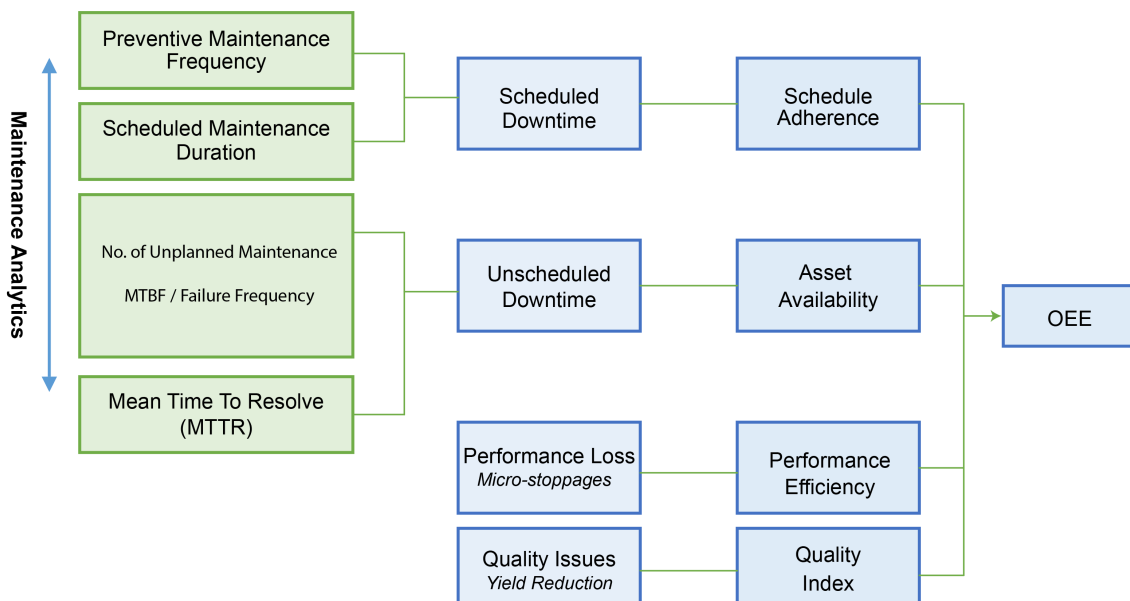 Maintenance Analytics
Preventive Maintenance
Frequency
Scheduled Maintenance
Duration
No. of Unplanned Maintenance
MTBF / Failure Frequency
Mean Time To Resolve
(MTTR)
Scheduled
Downtime
Unscheduled
Downtime
Performance Loss
Micro-stoppages
Quality Issues
Yield Reduction
Schedule
Adherence
Asset
Availability
Performance
Efficiency
Quality
Index
OEE